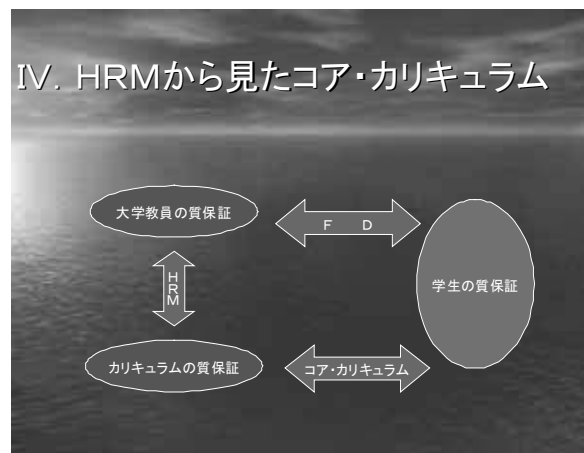 Ⅳ．ＨＲＭから見たコア・カリキュラム
大学教員の質保証
Ｆ　Ｄ
ＨＲＭ
学生の質保証
カリキュラムの質保証
コア・カリキュラム